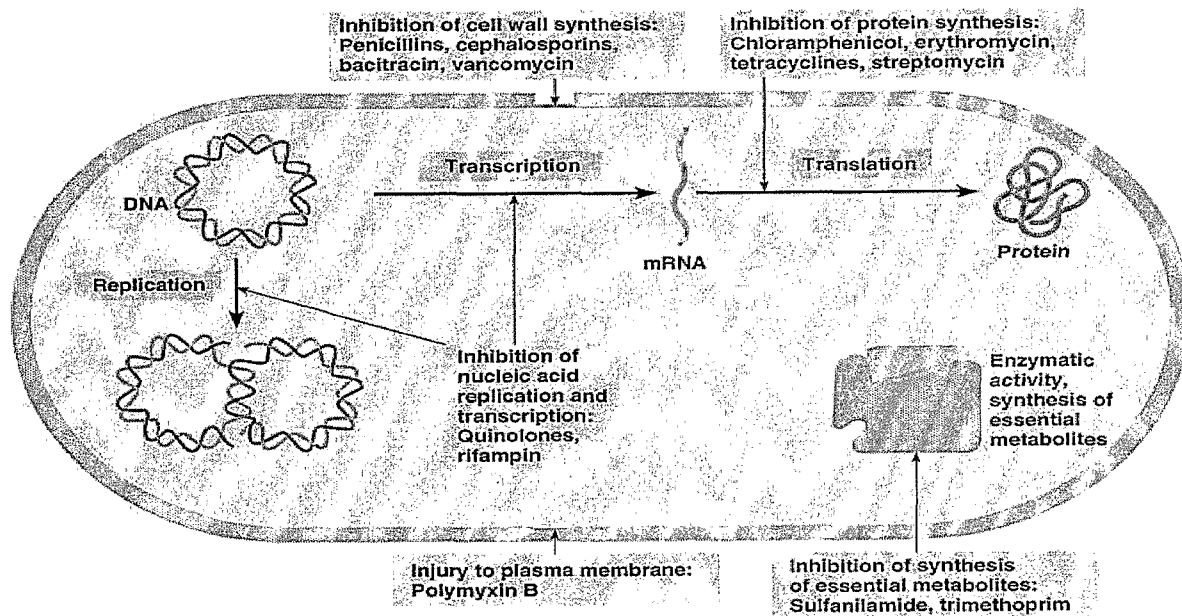 Inhibition of cell wall synthesis:
Penicillins, cephalosporins,
bacitracin, vancomycin
Inhibition of protein synthesis:
Chloramphenicol, erythromycin,
tetracyclines, streptomycin
Transcription
Translation
DNA
mRNA
Protein
Replication
Inhibition of
nucleic acid
replication and
transcription:
Quinolones,
rifampin
Enzymatic
activity,
synthesis of
essential
metabolites
Injury to plasma membrane:
Polymyxin B
Inhibition of synthesis
of essential metabolites:
Sulfanilamide, trimethoprim